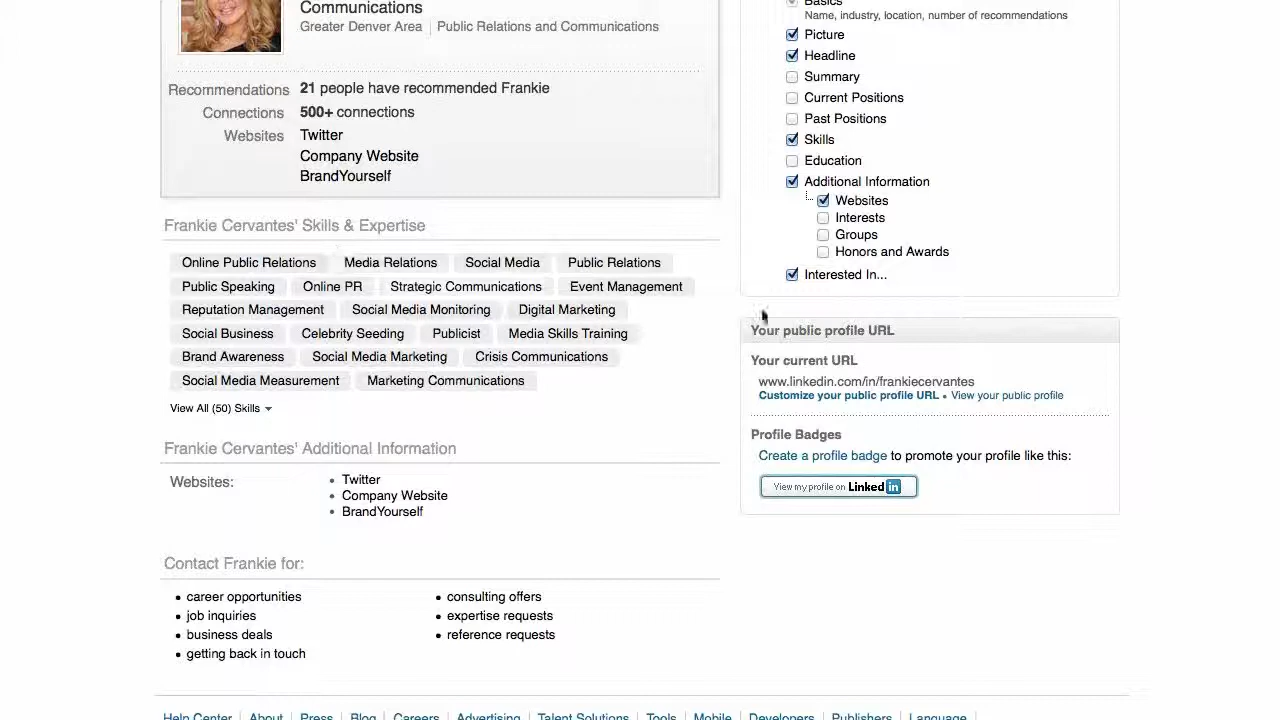 Communications
Greater Denver Area | Public Relations and Communications
Recommendations 21 people have recommended Frankie
Connections 500+ connections
Websites Twitter
Company Website
BrandYourself
Frankie Cervantes' Skills & Expertise
Online Public Relations Media Relations Social Media Public Relations
Public Speaking Online PR Strategic Communications Event Management
Reputation Management Social Media Monitoring Digital Marketing
Social Business Celebrity Seeding Publicist Media Skills Training
Brand Awareness Social Media Marketing Crisis Communications
Social Media Measurement Marketing Communications
View All (50) Skills
Frankie Cervantes' Additional Information
Websites:
• Twitter
• Company Website
• BrandYourself
Contact Frankie for:
• career opportunities
• job inquiries
• business deals
• getting back in touch
• consulting offers
• expertise requests
• reference requests
Basics
Name, industry, location, number of recommendations
Picture
Headline
Summary
Current Positions
Past Positions
Skills
Education
Additional Information
Websites
Interests
Groups
Honors and Awards
Interested In...
Your public profile URL
Your current URL
www.linkedin.com/in/frankiecervantes
Customize your public profile URL • View your public profile
Profile Badges
Create a profile badge to promote your profile like this:
View my profile on Linked in
Help Center | About | Press | Blog | Careers | Advertising | Talent Solutions | Tools | Mobile | Developers | Publishers | Language |